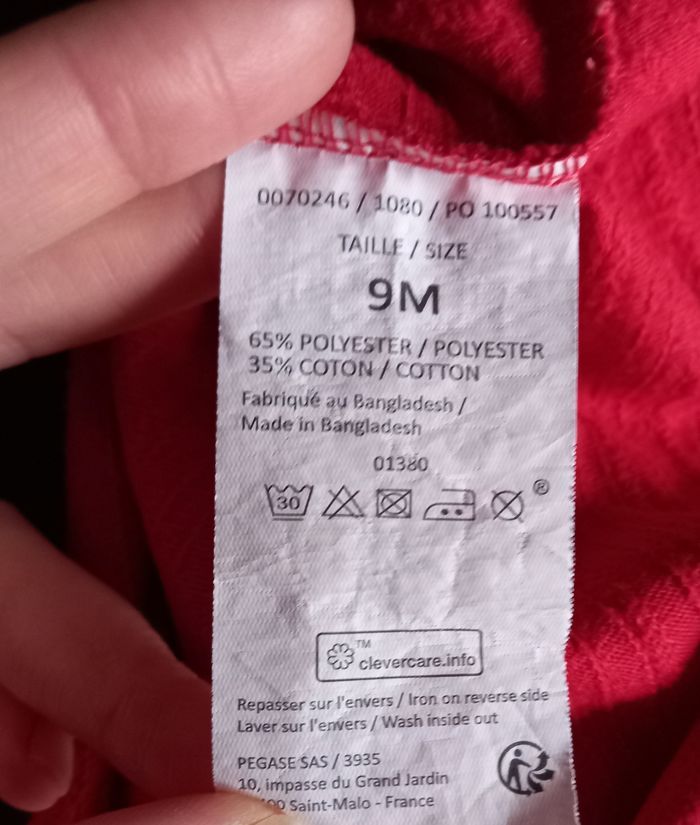 0070246 / 1080 / PO 100557
TAILLE / SIZE
9M
65% POLYESTER / POLYESTER
35% COTON / COTTON
Fabriqué au Bangladesh /
Made in Bangladesh
01380
30 ®
TM
clevercare.info
Repasser sur l'envers / Iron on reverse side
Laver sur l'envers / Wash inside out
PEGASE SAS / 3935
10, impasse du Grand Jardin
Saint-Malo - France